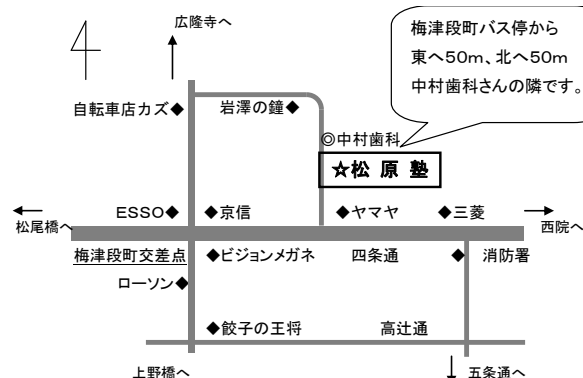 広隆寺へ
梅津段町バス停から
東へ50m、北へ50m
中村歯科さんの隣です。
自転車店カズ◆
岩澤の鐘◆
◎中村歯科
☆松 原 塾
松尾橋へ
ESSO◆
◆京信
◆ヤマヤ
◆三菱
西院へ
梅津段町交差点
◆ビジョンメガネ
四条通
◆ 消防署
ローソン◆
◆餃子の王将
高辻通
上野橋へ
五条通へ